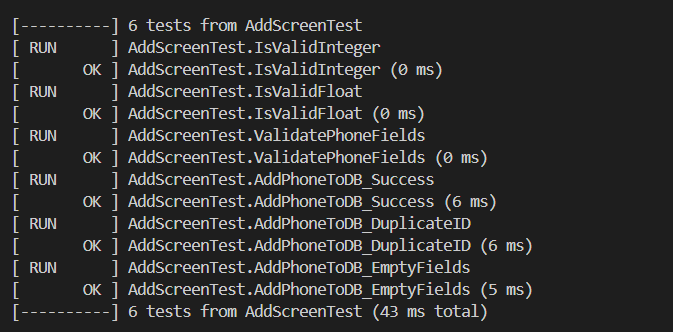 [----------] 6 tests from AddScreenTest
[ RUN      ] AddScreenTest.IsValidInteger
[       OK ] AddScreenTest.IsValidInteger (0 ms)
[ RUN      ] AddScreenTest.IsValidFloat
[       OK ] AddScreenTest.IsValidFloat (0 ms)
[ RUN      ] AddScreenTest.ValidatePhoneFields
[       OK ] AddScreenTest.ValidatePhoneFields (0 ms)
[ RUN      ] AddScreenTest.AddPhoneToDB_Success
[       OK ] AddScreenTest.AddPhoneToDB_Success (6 ms)
[ RUN      ] AddScreenTest.AddPhoneToDB_DuplicateID
[       OK ] AddScreenTest.AddPhoneToDB_DuplicateID (6 ms)
[ RUN      ] AddScreenTest.AddPhoneToDB_EmptyFields
[       OK ] AddScreenTest.AddPhoneToDB_EmptyFields (5 ms)
[----------] 6 tests from AddScreenTest (43 ms total)